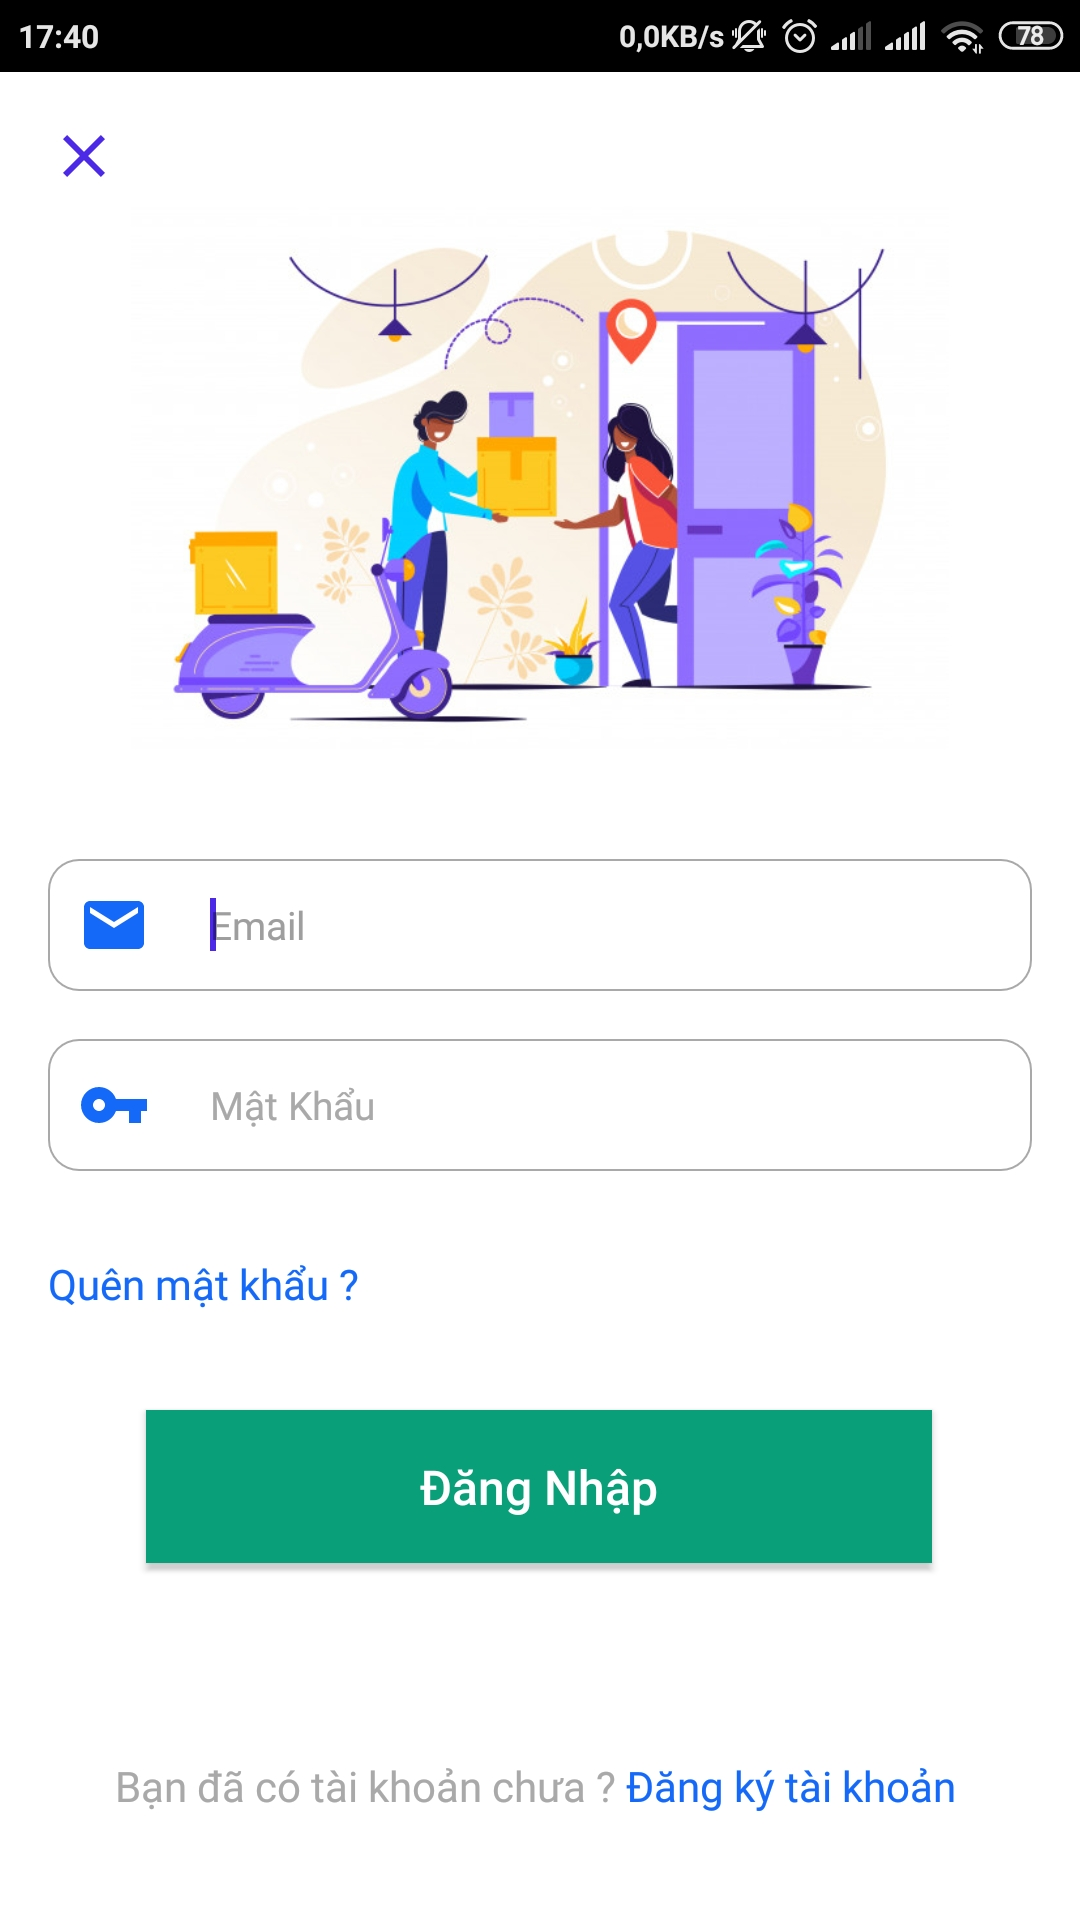 17:40 0,0KB/s 78
Email
Mật Khẩu
Quên mật khẩu ?
Đăng Nhập
Bạn đã có tài khoản chưa ? Đăng ký tài khoản